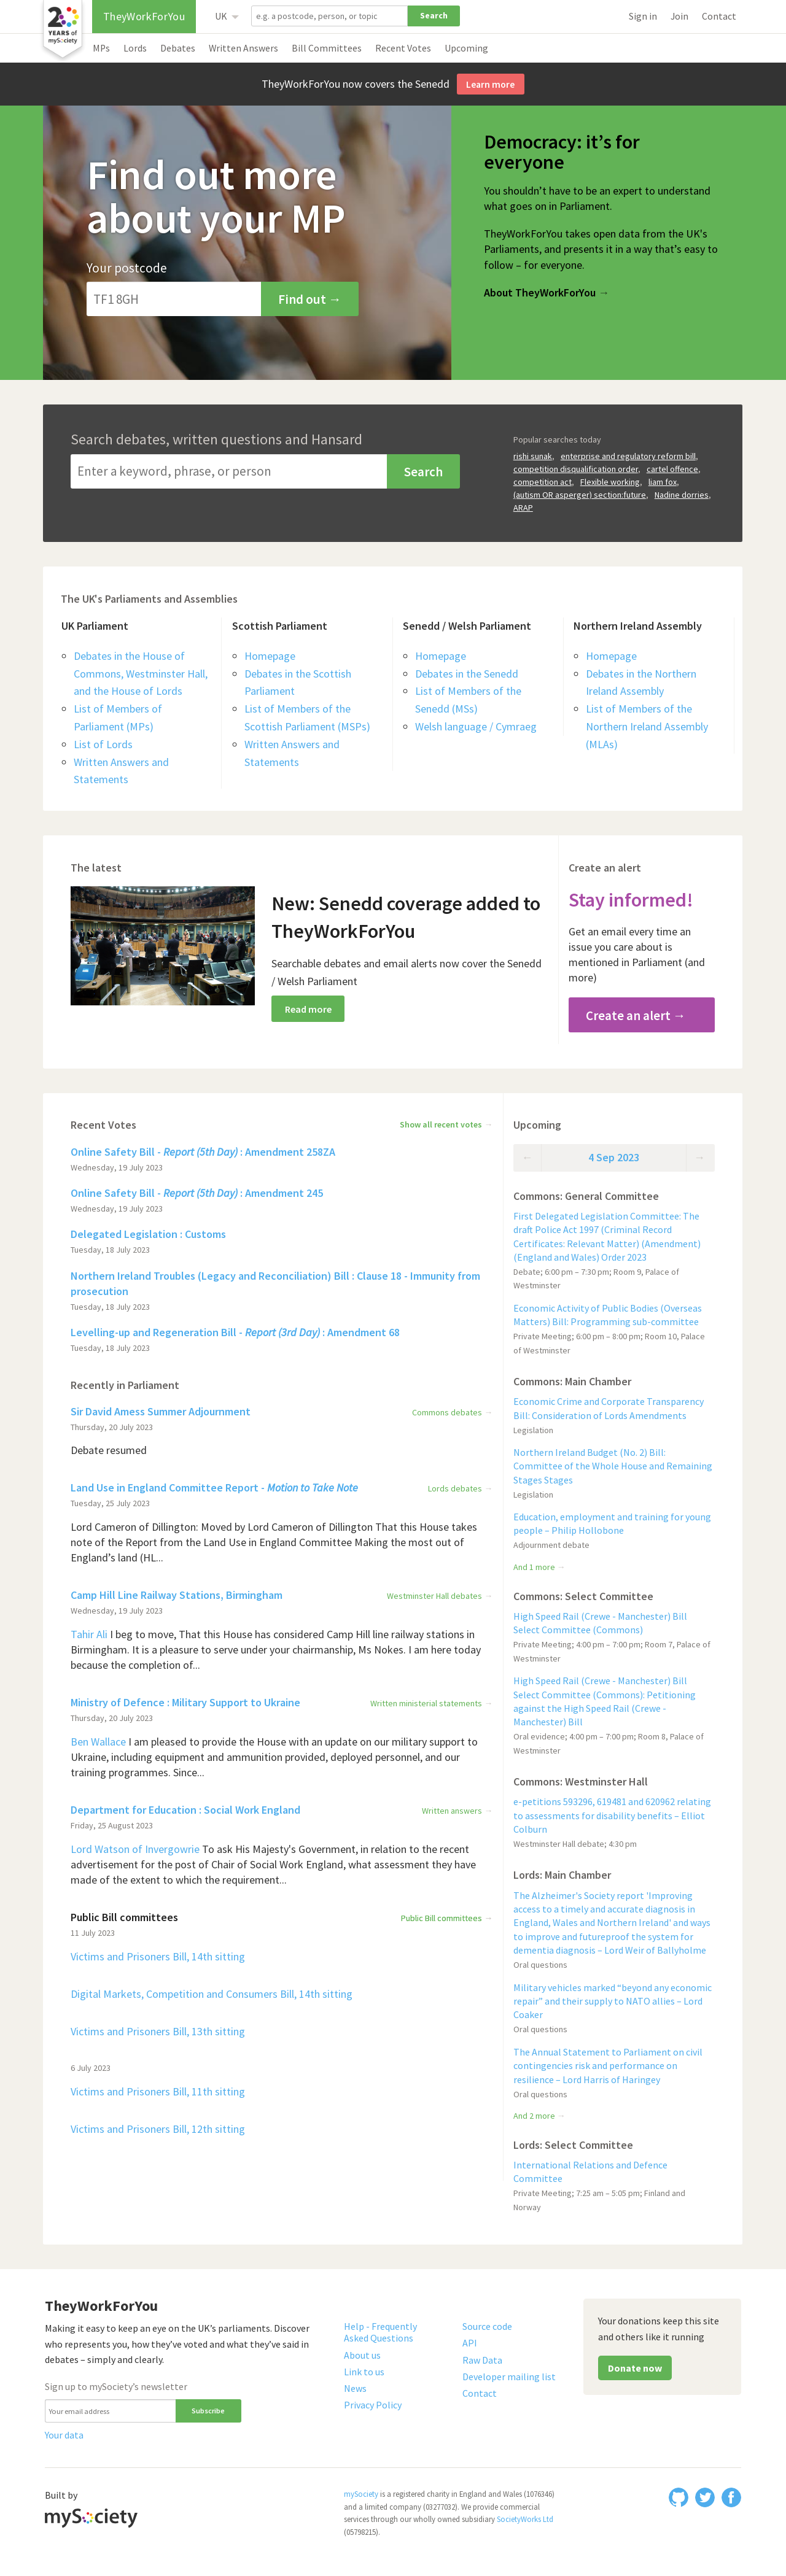 20
YEARS of
mySociety
TheyWorkForYou
UK
e.g. a postcode, person, or topic
Search
Sign in
Join
Contact
MPs
Lords
Debates
Written Answers
Bill Committees
Recent Votes
Upcoming
TheyWorkForYou now covers the Senedd
Learn more
Find out more
about your MP
Your postcode
TF1 8GH
Find out →
Democracy: it’s for
everyone
You shouldn’t have to be an expert to understand
what goes on in Parliament.
TheyWorkForYou takes open data from the UK's
Parliaments, and presents it in a way that’s easy to
follow – for everyone.
About TheyWorkForYou →
Search debates, written questions and Hansard
Enter a keyword, phrase, or person
Search
Popular searches today
rishi sunak, enterprise and regulatory reform bill,
competition disqualification order, cartel offence,
competition act, Flexible working, liam fox,
(autism OR asperger) section:future, Nadine dorries,
ARAP
The UK's Parliaments and Assemblies
UK Parliament
Debates in the House of
Commons, Westminster Hall,
and the House of Lords
List of Members of
Parliament (MPs)
List of Lords
Written Answers and
Statements
Scottish Parliament
Homepage
Debates in the Scottish
Parliament
List of Members of the
Scottish Parliament (MSPs)
Written Answers and
Statements
Senedd / Welsh Parliament
Homepage
Debates in the Senedd
List of Members of the
Senedd (MSs)
Welsh language / Cymraeg
Northern Ireland Assembly
Homepage
Debates in the Northern
Ireland Assembly
List of Members of the
Northern Ireland Assembly
(MLAs)
The latest
New: Senedd coverage added to
TheyWorkForYou
Searchable debates and email alerts now cover the Senedd
/ Welsh Parliament
Read more
Create an alert
Stay informed!
Get an email every time an
issue you care about is
mentioned in Parliament (and
more)
Create an alert →
Recent Votes
Show all recent votes →
Online Safety Bill - Report (5th Day) : Amendment 258ZA
Wednesday, 19 July 2023
Online Safety Bill - Report (5th Day) : Amendment 245
Wednesday, 19 July 2023
Delegated Legislation : Customs
Tuesday, 18 July 2023
Northern Ireland Troubles (Legacy and Reconciliation) Bill : Clause 18 - Immunity from
prosecution
Tuesday, 18 July 2023
Levelling-up and Regeneration Bill - Report (3rd Day) : Amendment 68
Tuesday, 18 July 2023
Recently in Parliament
Sir David Amess Summer Adjournment
Commons debates →
Thursday, 20 July 2023
Debate resumed
Land Use in England Committee Report - Motion to Take Note
Lords debates →
Tuesday, 25 July 2023
Lord Cameron of Dillington: Moved by Lord Cameron of Dillington That this House takes
note of the Report from the Land Use in England Committee Making the most out of
England’s land (HL...
Camp Hill Line Railway Stations, Birmingham
Westminster Hall debates →
Wednesday, 19 July 2023
Tahir Ali I beg to move, That this House has considered Camp Hill line railway stations in
Birmingham. It is a pleasure to serve under your chairmanship, Ms Nokes. I am here today
because the completion of...
Ministry of Defence : Military Support to Ukraine
Written ministerial statements →
Thursday, 20 July 2023
Ben Wallace I am pleased to provide the House with an update on our military support to
Ukraine, including equipment and ammunition provided, deployed personnel, and our
training programmes. Since...
Department for Education : Social Work England
Written answers →
Friday, 25 August 2023
Lord Watson of Invergowrie To ask His Majesty's Government, in relation to the recent
advertisement for the post of Chair of Social Work England, what assessment they have
made of the extent to which the requirement...
Public Bill committees
Public Bill committees →
11 July 2023
Victims and Prisoners Bill, 14th sitting
Digital Markets, Competition and Consumers Bill, 14th sitting
Victims and Prisoners Bill, 13th sitting
6 July 2023
Victims and Prisoners Bill, 11th sitting
Victims and Prisoners Bill, 12th sitting
Upcoming
← 4 Sep 2023 →
Commons: General Committee
First Delegated Legislation Committee: The
draft Police Act 1997 (Criminal Record
Certificates: Relevant Matter) (Amendment)
(England and Wales) Order 2023
Debate; 6:00 pm – 7:30 pm; Room 9, Palace of
Westminster
Economic Activity of Public Bodies (Overseas
Matters) Bill: Programming sub-committee
Private Meeting; 6:00 pm – 8:00 pm; Room 10, Palace
of Westminster
Commons: Main Chamber
Economic Crime and Corporate Transparency
Bill: Consideration of Lords Amendments
Legislation
Northern Ireland Budget (No. 2) Bill:
Committee of the Whole House and Remaining
Stages Stages
Legislation
Education, employment and training for young
people – Philip Hollobone
Adjournment debate
And 1 more →
Commons: Select Committee
High Speed Rail (Crewe - Manchester) Bill
Select Committee (Commons)
Private Meeting; 4:00 pm – 7:00 pm; Room 7, Palace of
Westminster
High Speed Rail (Crewe - Manchester) Bill
Select Committee (Commons): Petitioning
against the High Speed Rail (Crewe -
Manchester) Bill
Oral evidence; 4:00 pm – 7:00 pm; Room 8, Palace of
Westminster
Commons: Westminster Hall
e-petitions 593296, 619481 and 620962 relating
to assessments for disability benefits – Elliot
Colburn
Westminster Hall debate; 4:30 pm
Lords: Main Chamber
The Alzheimer's Society report 'Improving
access to a timely and accurate diagnosis in
England, Wales and Northern Ireland' and ways
to improve and futureproof the system for
dementia diagnosis – Lord Weir of Ballyholme
Oral questions
Military vehicles marked “beyond any economic
repair” and their supply to NATO allies – Lord
Coaker
Oral questions
The Annual Statement to Parliament on civil
contingencies risk and performance on
resilience – Lord Harris of Haringey
Oral questions
And 2 more →
Lords: Select Committee
International Relations and Defence
Committee
Private Meeting; 7:25 am – 5:05 pm; Finland and
Norway
TheyWorkForYou
Making it easy to keep an eye on the UK’s parliaments. Discover
who represents you, how they’ve voted and what they’ve said in
debates – simply and clearly.
Sign up to mySociety’s newsletter
Your email address
Subscribe
Your data
Help - Frequently
Asked Questions
About us
Link to us
News
Privacy Policy
Source code
API
Raw Data
Developer mailing list
Contact
Your donations keep this site
and others like it running
Donate now
Built by
mySociety
mySociety is a registered charity in England and Wales (1076346)
and a limited company (03277032). We provide commercial
services through our wholly owned subsidiary SocietyWorks Ltd
(05798215).